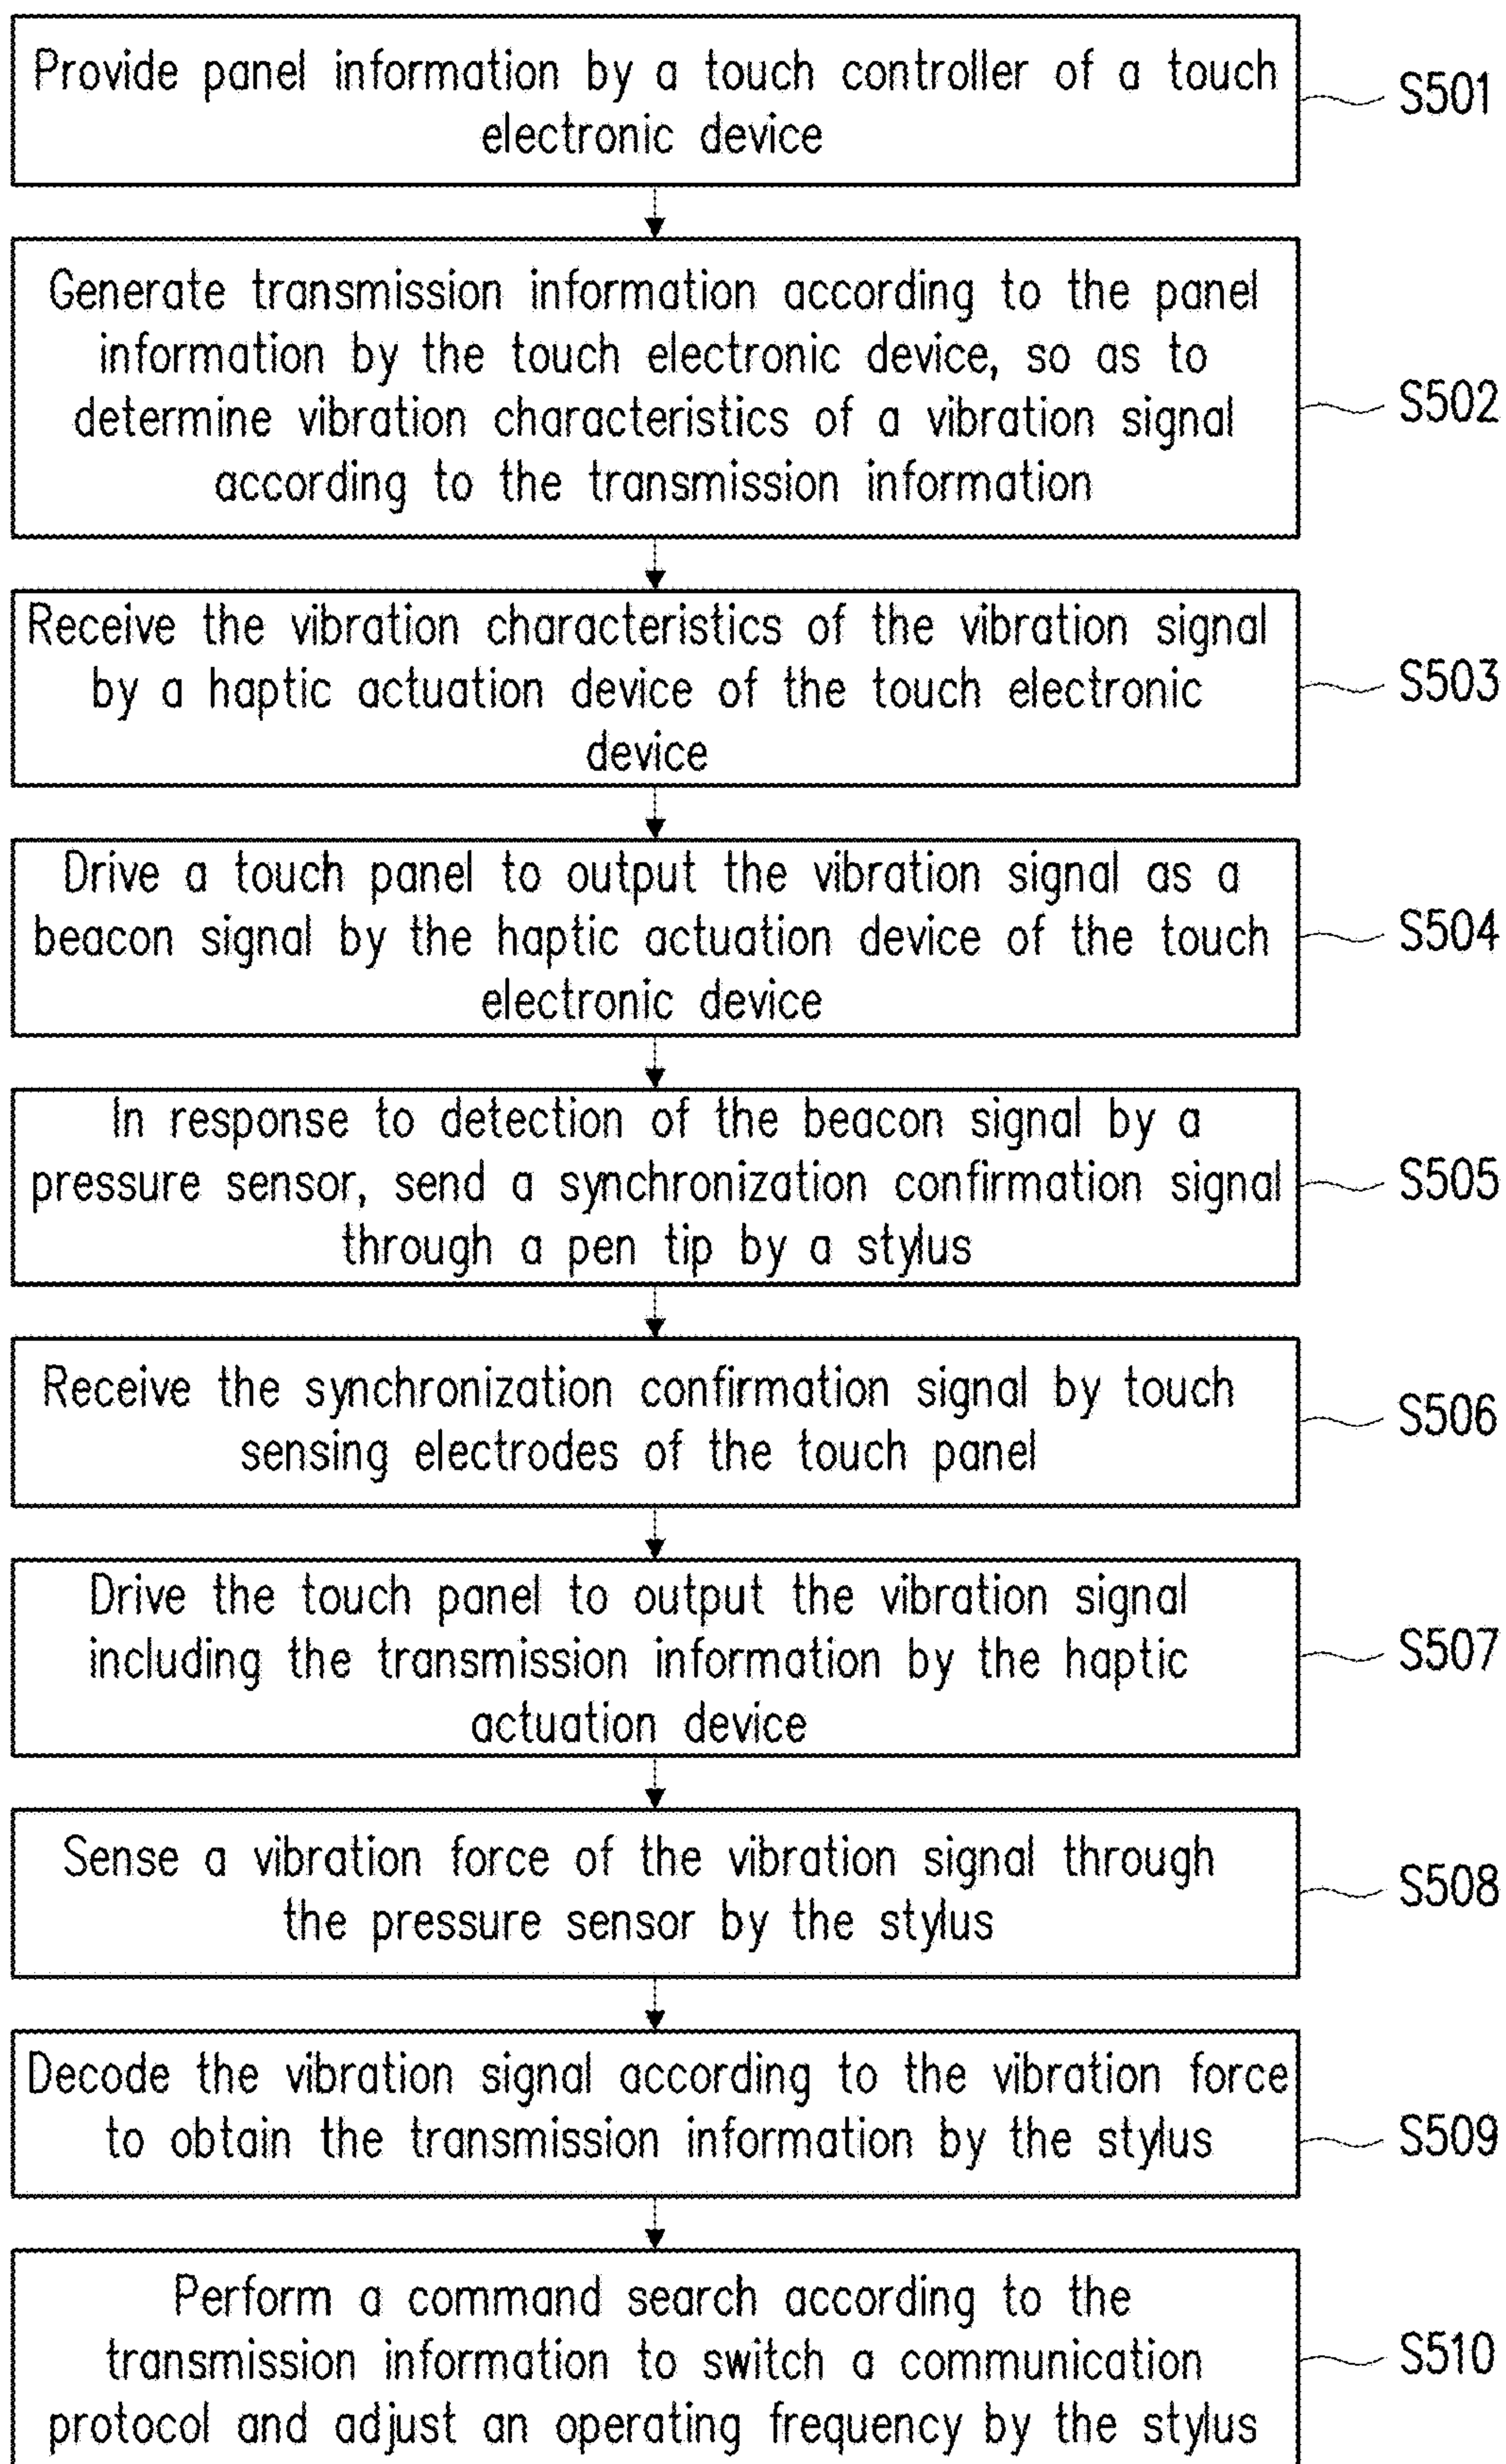 Provide panel information by a touch controller of a touch
electronic device
S501
Generate transmission information according to the panel
information by the touch electronic device, so as to
determine vibration characteristics of a vibration signal
according to the transmission information
S502
Receive the vibration characteristics of the vibration signal
by a haptic actuation device of the touch electronic
device
S503
Drive a touch panel to output the vibration signal as a
beacon signal by the haptic actuation device of the touch
electronic device
S504
In response to detection of the beacon signal by a
pressure sensor, send a synchronization confirmation signal
through a pen tip by a stylus
S505
Receive the synchronization confirmation signal by touch
sensing electrodes of the touch panel
S506
Drive the touch panel to output the vibration signal
including the transmission information by the haptic
actuation device
S507
Sense a vibration force of the vibration signal through
the pressure sensor by the stylus
S508
Decode the vibration signal according to the vibration force
to obtain the transmission information by the stylus
S509
Perform a command search according to the
transmission information to switch a communication
protocol and adjust an operating frequency by the stylus
S510